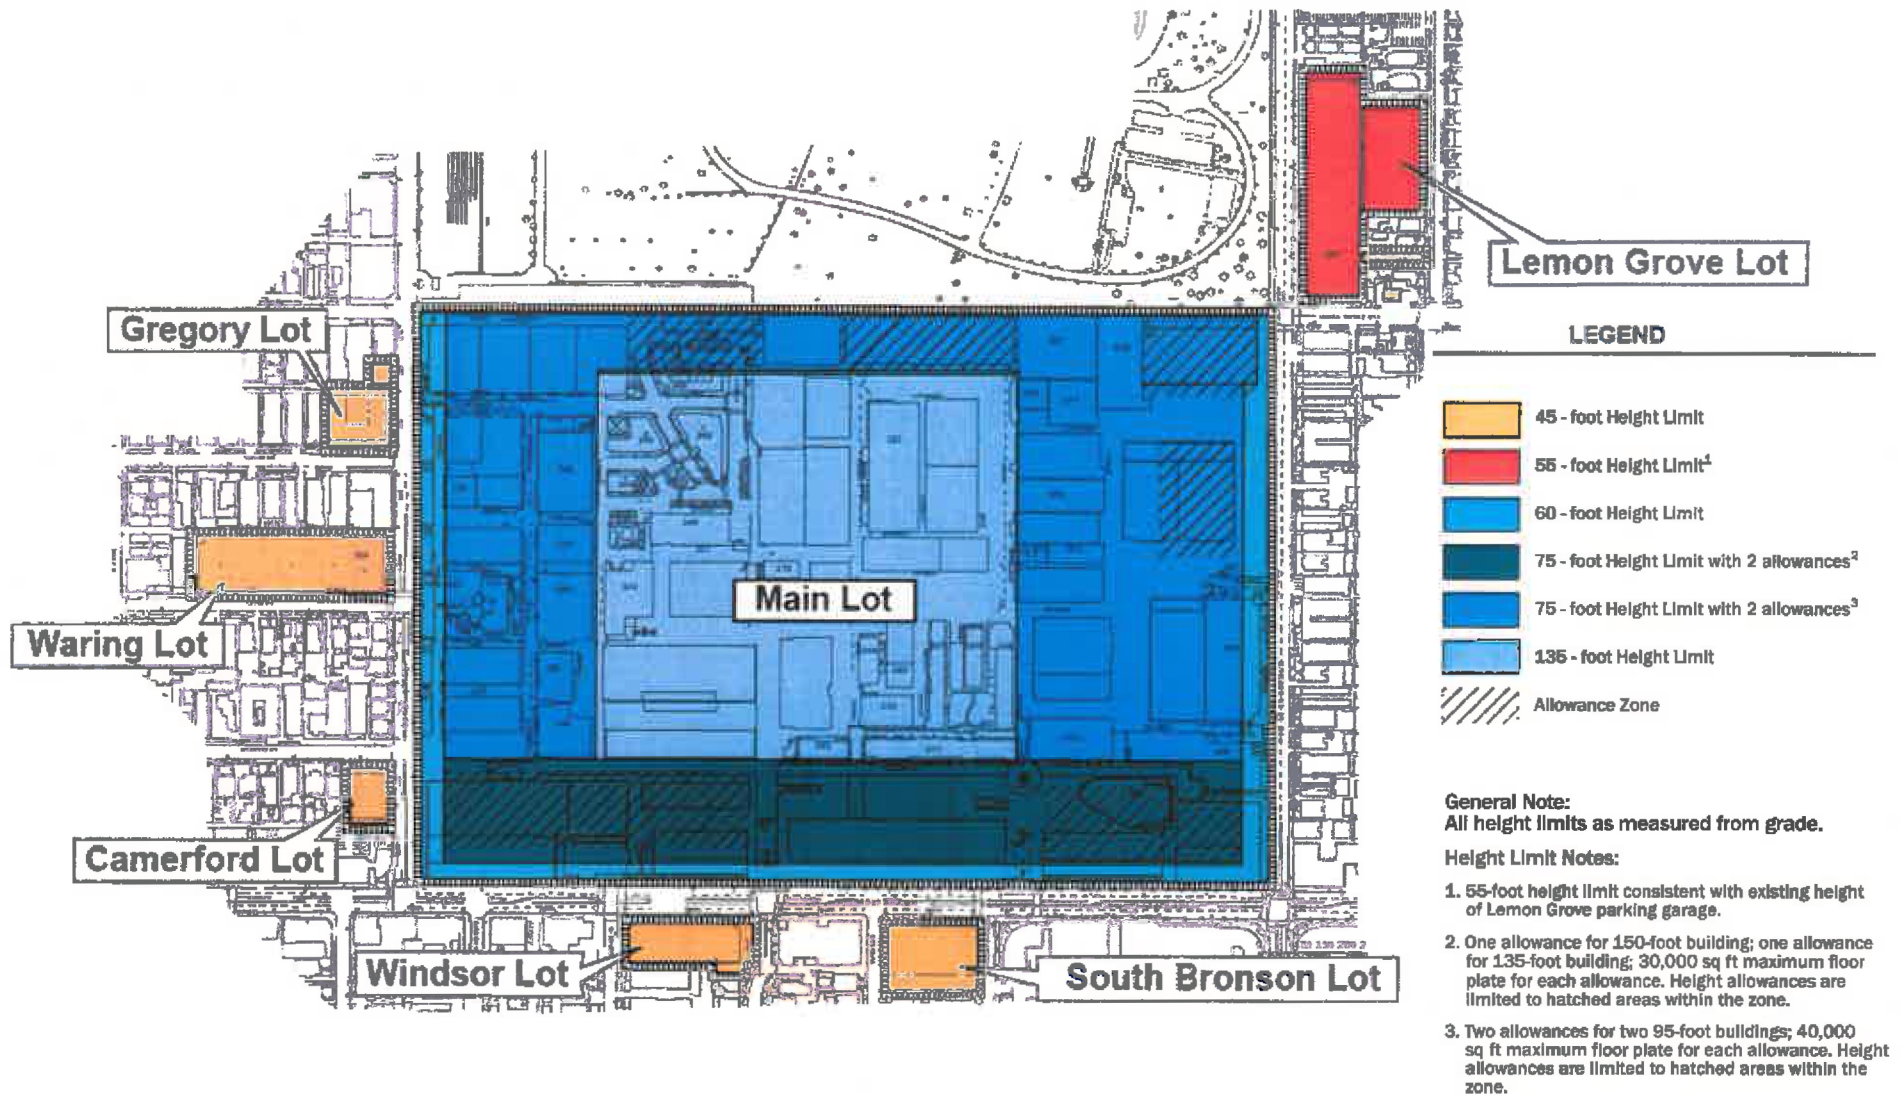 Lemon Grove Lot
Gregory Lot
Main Lot
Waring Lot
Camerford Lot
Windsor Lot
South Bronson Lot
LEGEND
45 - foot Height Limit
55 - foot Height Limit¹
60 - foot Height Limit
75 - foot Height Limit with 2 allowances²
75 - foot Height Limit with 2 allowances³
135 - foot Height Limit
Allowance Zone
General Note:
All height limits as measured from grade.
Height Limit Notes:
1. 55-foot height limit consistent with existing height
of Lemon Grove parking garage.
2. One allowance for 150-foot building; one allowance
for 135-foot building; 30,000 sq ft maximum floor
plate for each allowance. Height allowances are
limited to hatched areas within the zone.
3. Two allowances for two 95-foot buildings; 40,000
sq ft maximum floor plate for each allowance. Height
allowances are limited to hatched areas within the
zone.